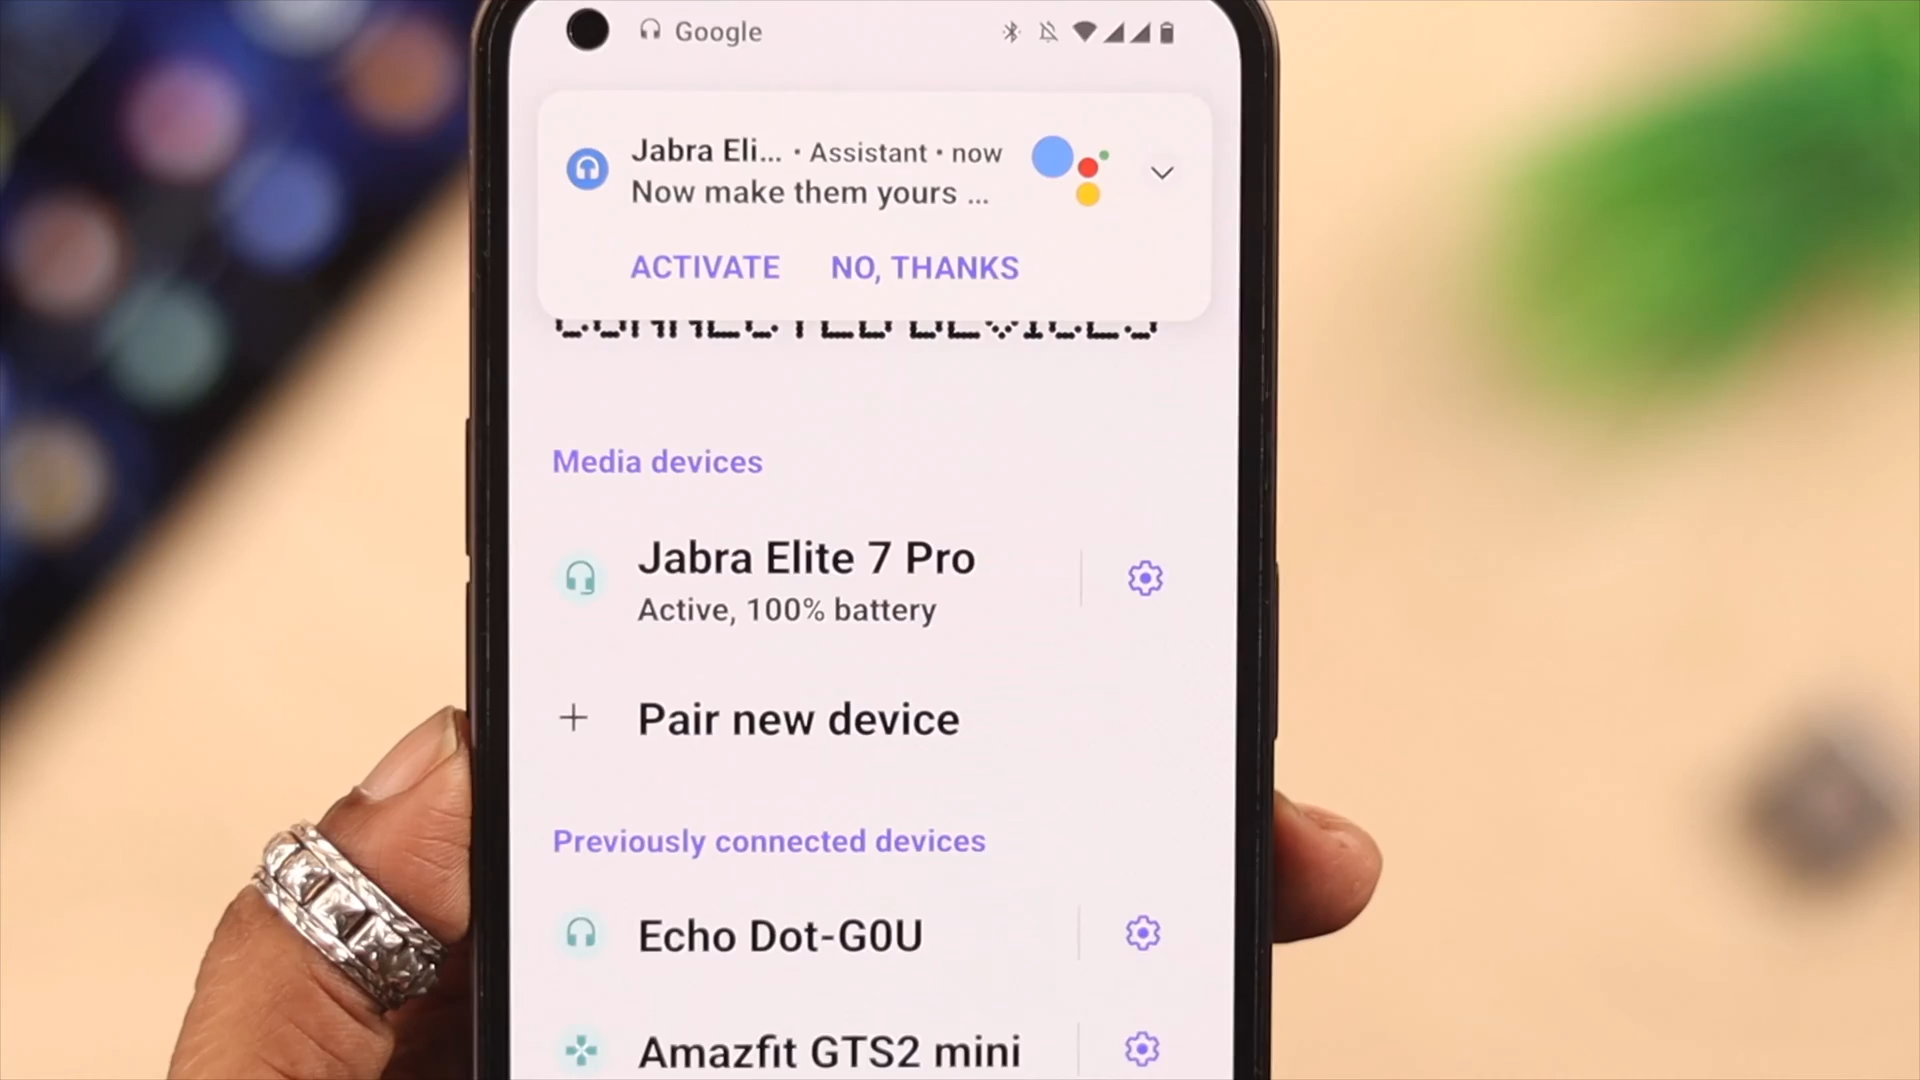 Google
Jabra Eli... • Assistant • now
Now make them yours ...
ACTIVATE NO, THANKS
Media devices
Jabra Elite 7 Pro
Active, 100% battery
Pair new device
Previously connected devices
Echo Dot-G0U
Amazfit GTS2 mini